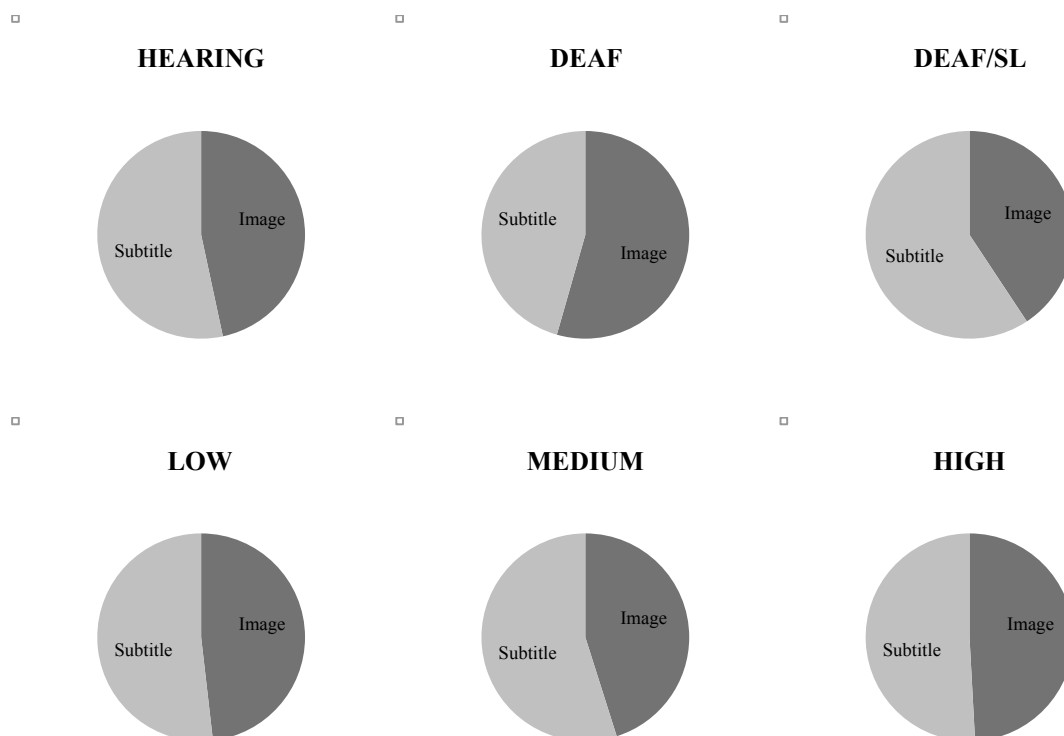 HEARING
DEAF
DEAF/SL
Image
Subtitle
Subtitle
Image
Image
Subtitle
LOW
MEDIUM
HIGH
Image
Subtitle
Image
Subtitle
Image
Subtitle